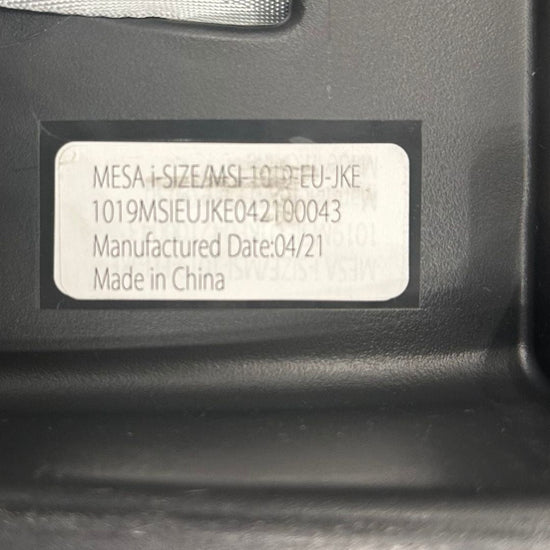 MESA i-SIZE/MSI-1019-EU-JKE
1019MSIEUJKE042100043
Manufactured Date:04/21
Made in China